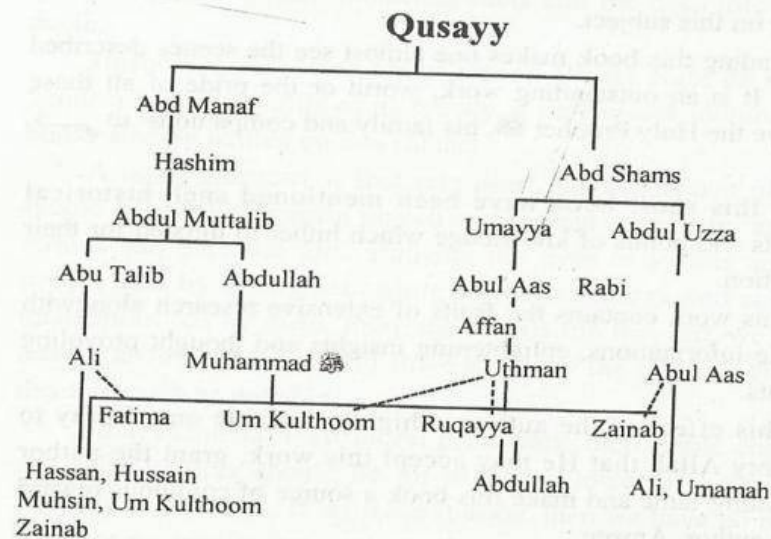 Qusayy
Abd Manaf
Hashim
Abd Shams
Abdul Muttalib
Umayya Abdul Uzza
Abu Talib Abdullah
Abul Aas Rabi
Affan
Ali Muhammad ﷺ Uthman Abul Aas
Fatima Um Kulthoom Ruqayya Zainab
Hassan, Hussain Abdullah Ali, Umamah
Muhsin, Um Kulthoom
Zainab